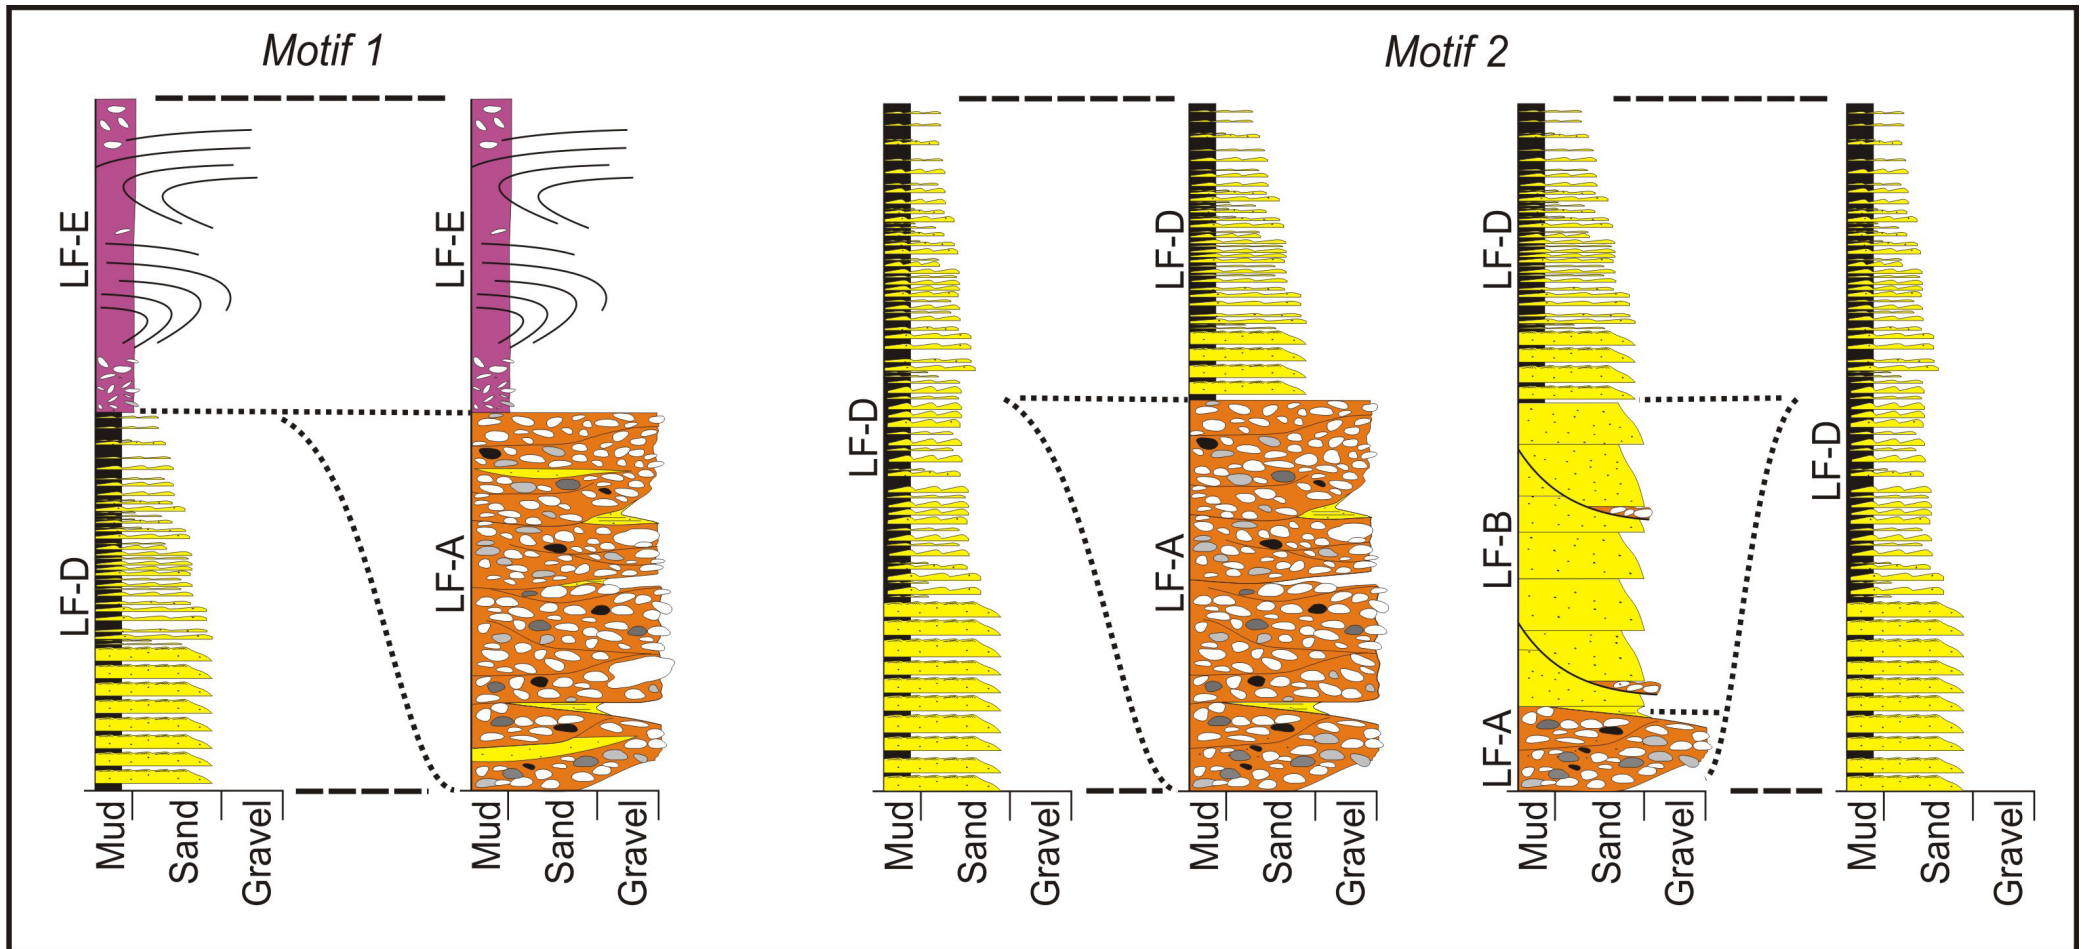 Motif 1
Motif 2
LF-E
LF-D
Mud
Sand
Gravel
LF-E
LF-A
Mud
Sand
Gravel
LF-D
Mud
Sand
Gravel
LF-D
LF-A
Mud
Sand
Gravel
LF-D
LF-B
LF-A
Mud
Sand
Gravel
LF-D
Mud
Sand
Gravel